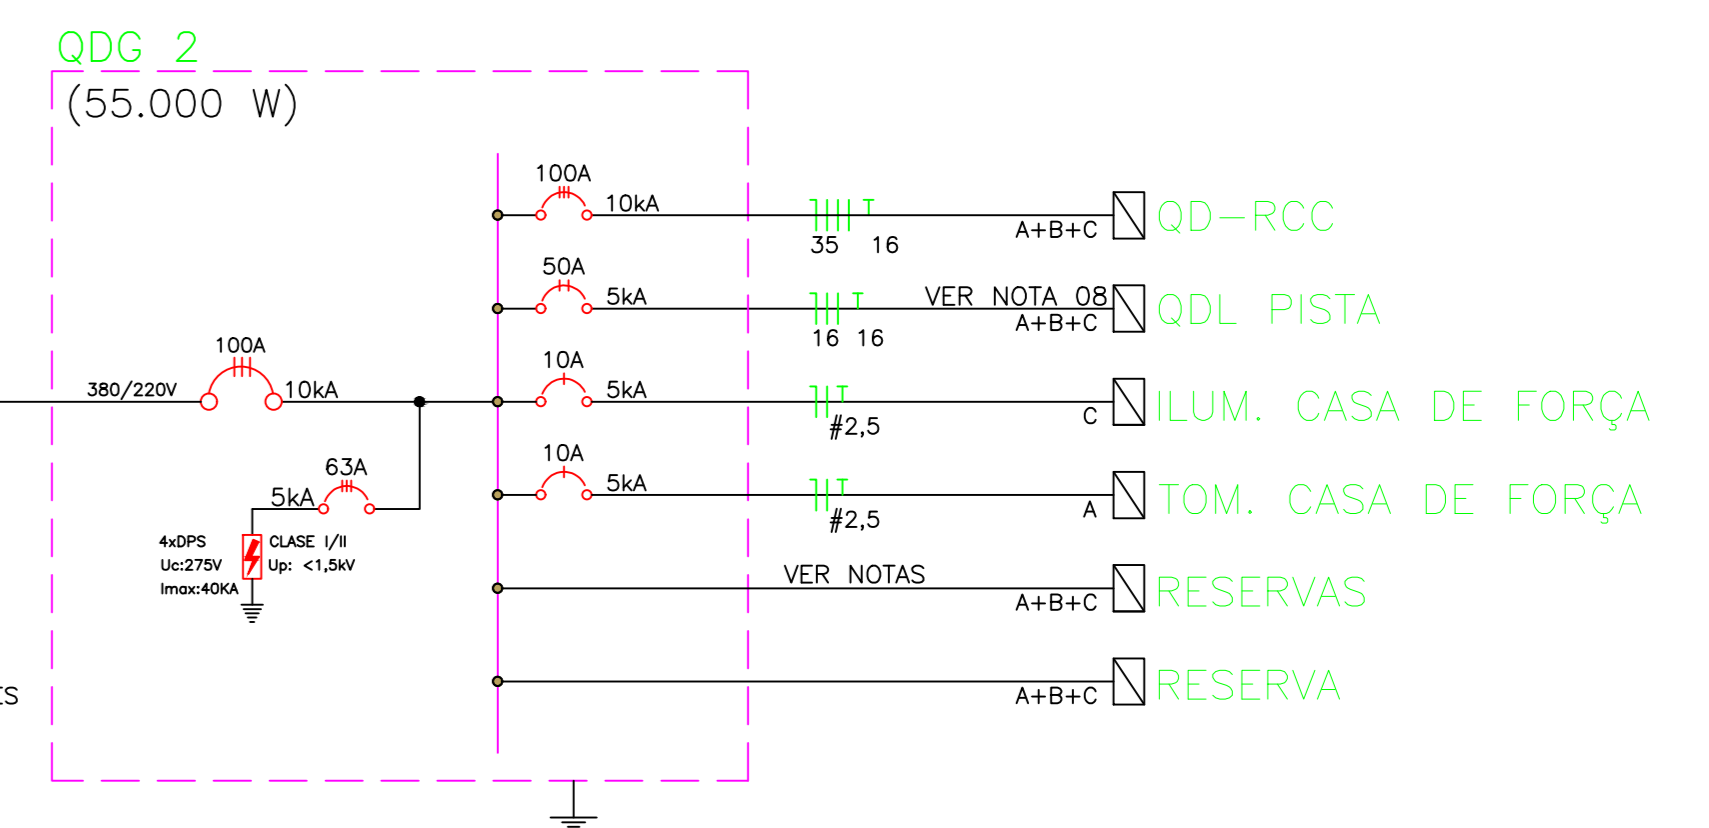 QDG 2
(55.000 W)
100A
10kA
35 16
A+B+C
QD-RCC
50A
5kA
16 16
VER NOTA 08
A+B+C
QDL PISTA
380/220V
100A
10kA
10A
5kA
#2,5
C
ILUM. CASA DE FORÇA
63A
5kA
10A
5kA
#2,5
A
TOM. CASA DE FORÇA
4xDPS
Uc:275V
Imax:40KA
CLASE I/II
Up: <1,5kV
VER NOTAS
A+B+C
RESERVAS
ES
A+B+C
RESERVA